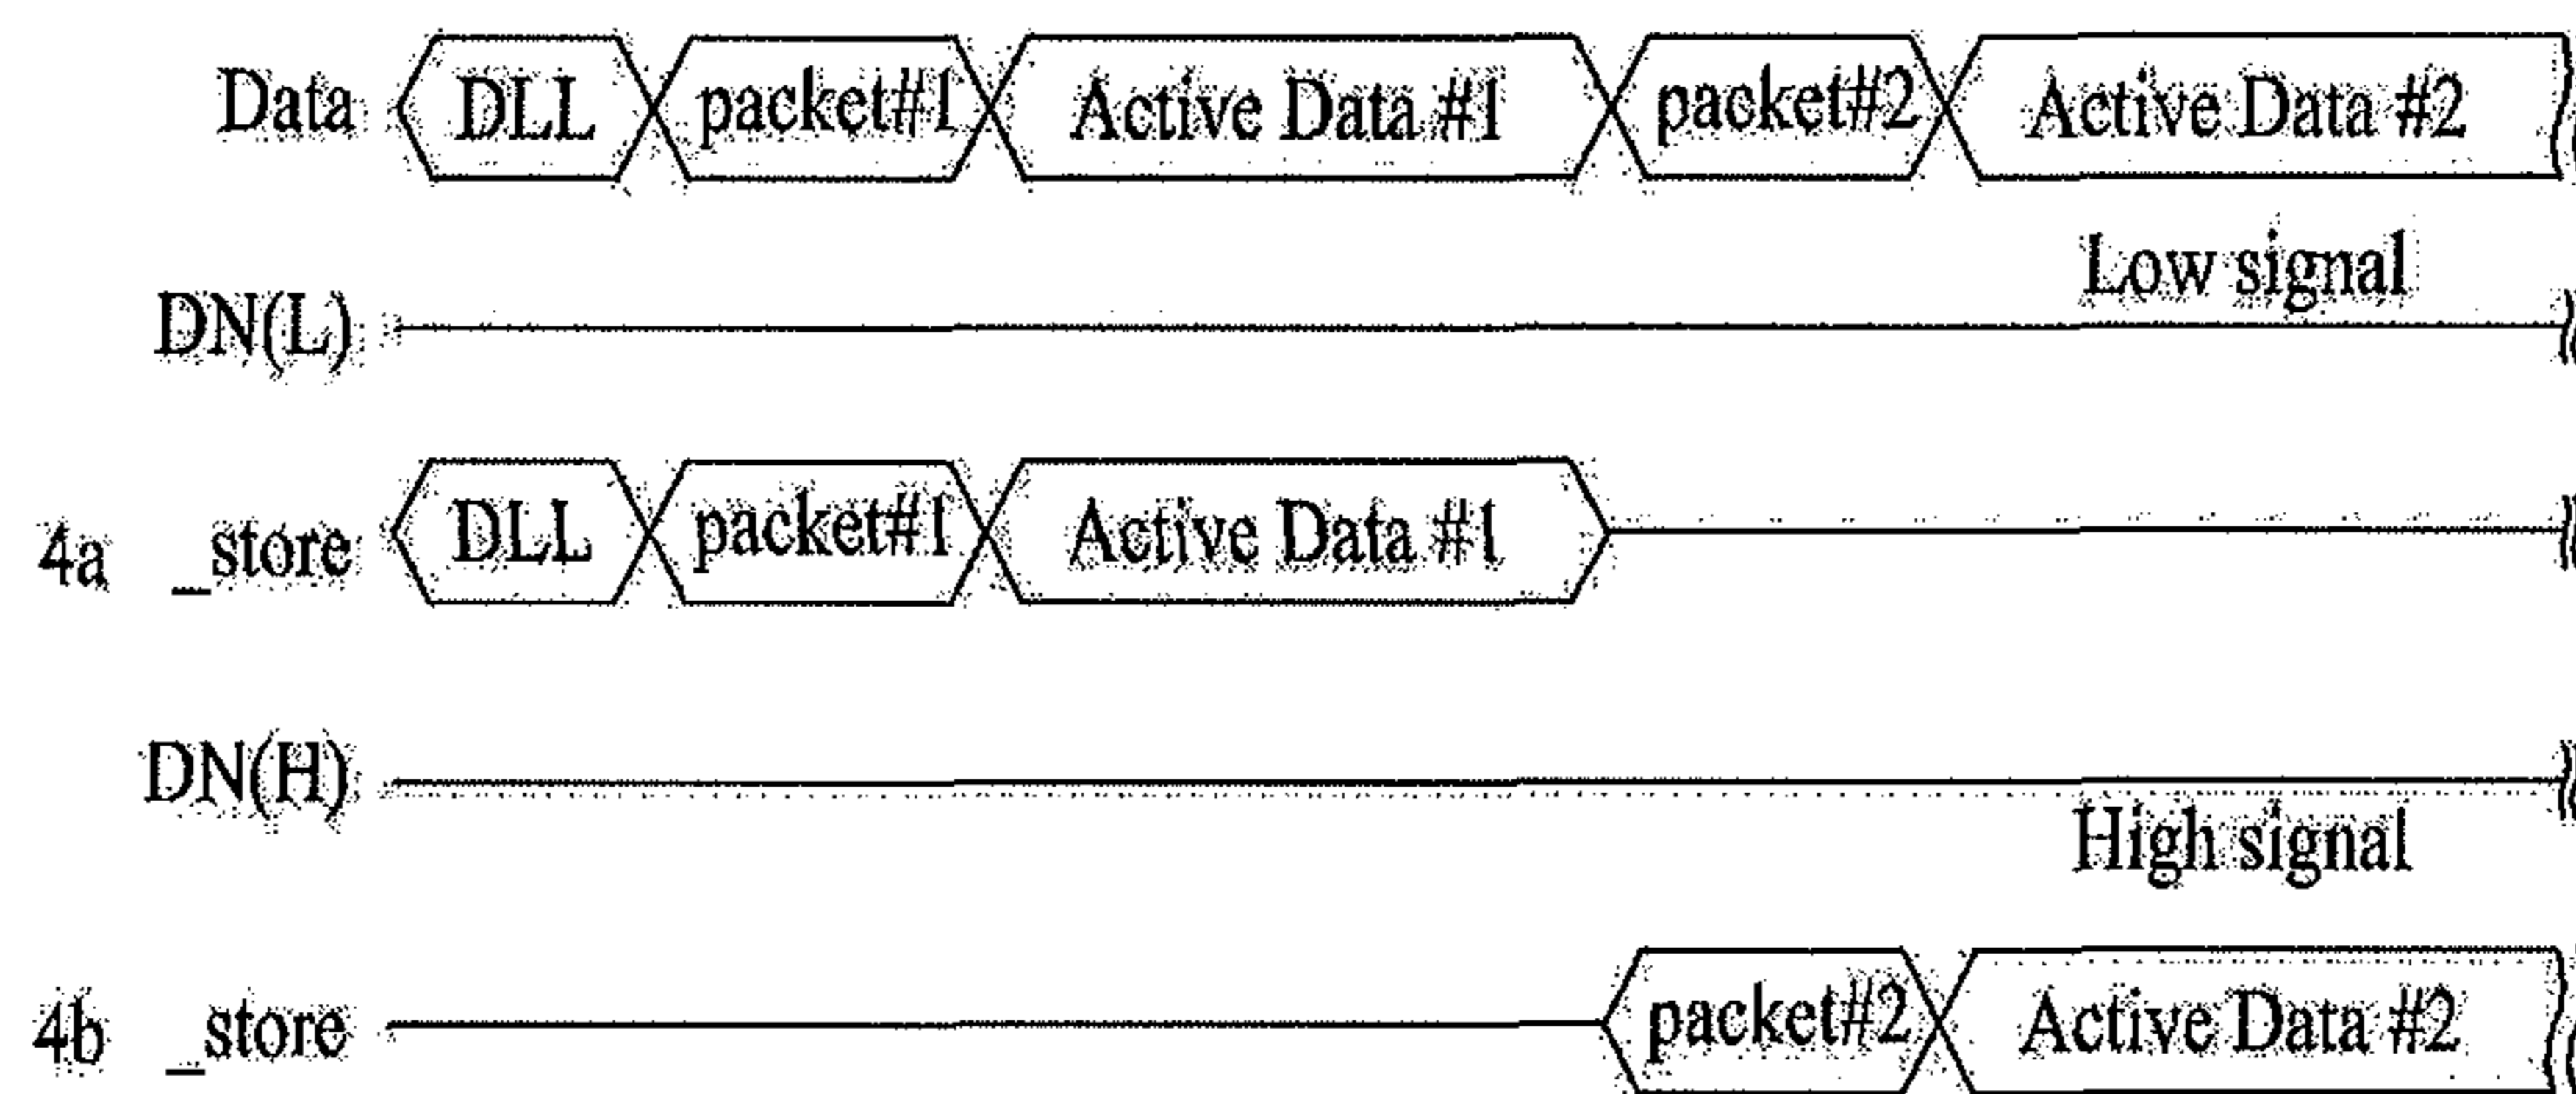 Data DLL packet#1 Active Data #1 packet#2 Active Data #2
Low signal
DN(L)
4a _store DLL packet#1 Active Data #1
DN(H)
High signal
4b _store packet#2 Active Data #2